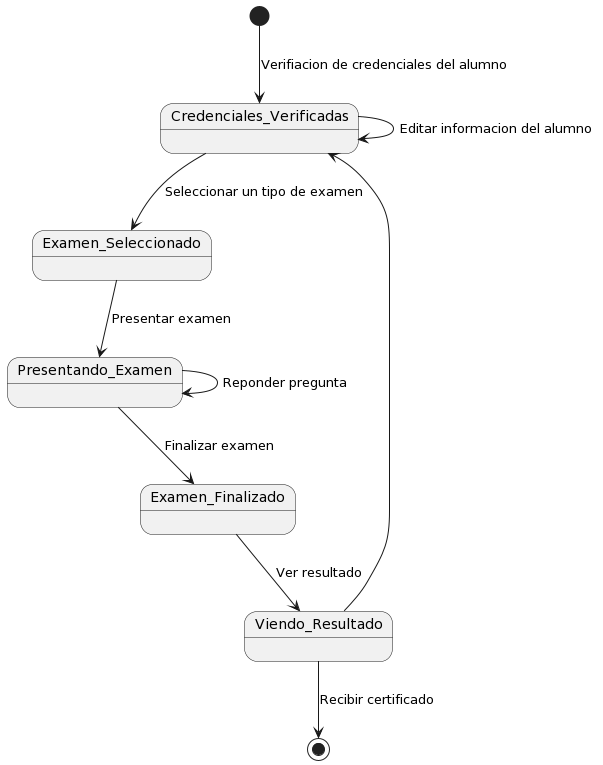 Verifiacion de credenciales del alumno
Credenciales_Verificadas
Editar informacion del alumno
Seleccionar un tipo de examen
Examen_Seleccionado
Presentar examen
Presentando_Examen
Reponder pregunta
Finalizar examen
Examen_Finalizado
Ver resultado
Viendo_Resultado
Recibir certificado